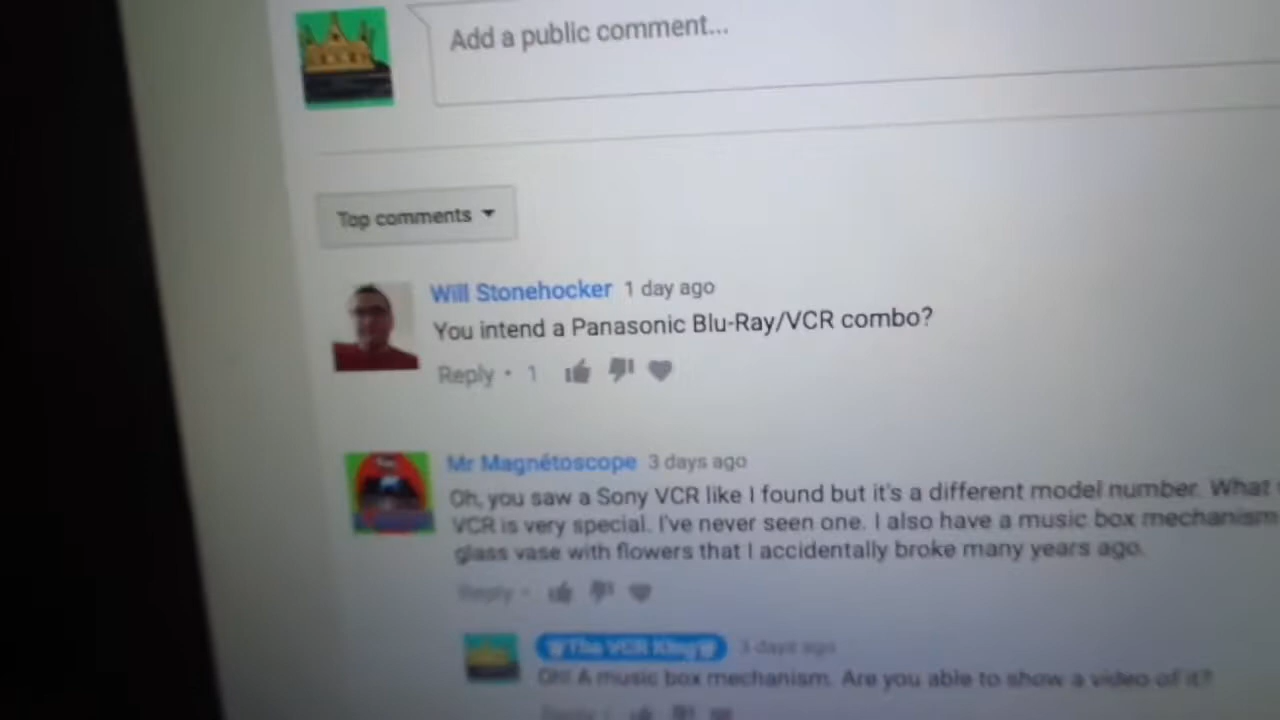 Add a public comment...
Top comments
Will Stonehocker 1 day ago
You intend a Panasonic Blu-Ray/VCR combo?
Reply • 1
Mr Magnétoscope 3 days ago
Oh, you saw a Sony VCR like I found but it's a different model number. What
VCR is very special. I've never seen one. I also have a music box mechanism
glass vase with flowers that I accidentally broke many years ago.
Reply •
The VCR King 3 days ago
Oh! A music box mechanism. Are you able to show a video of it?
Reply